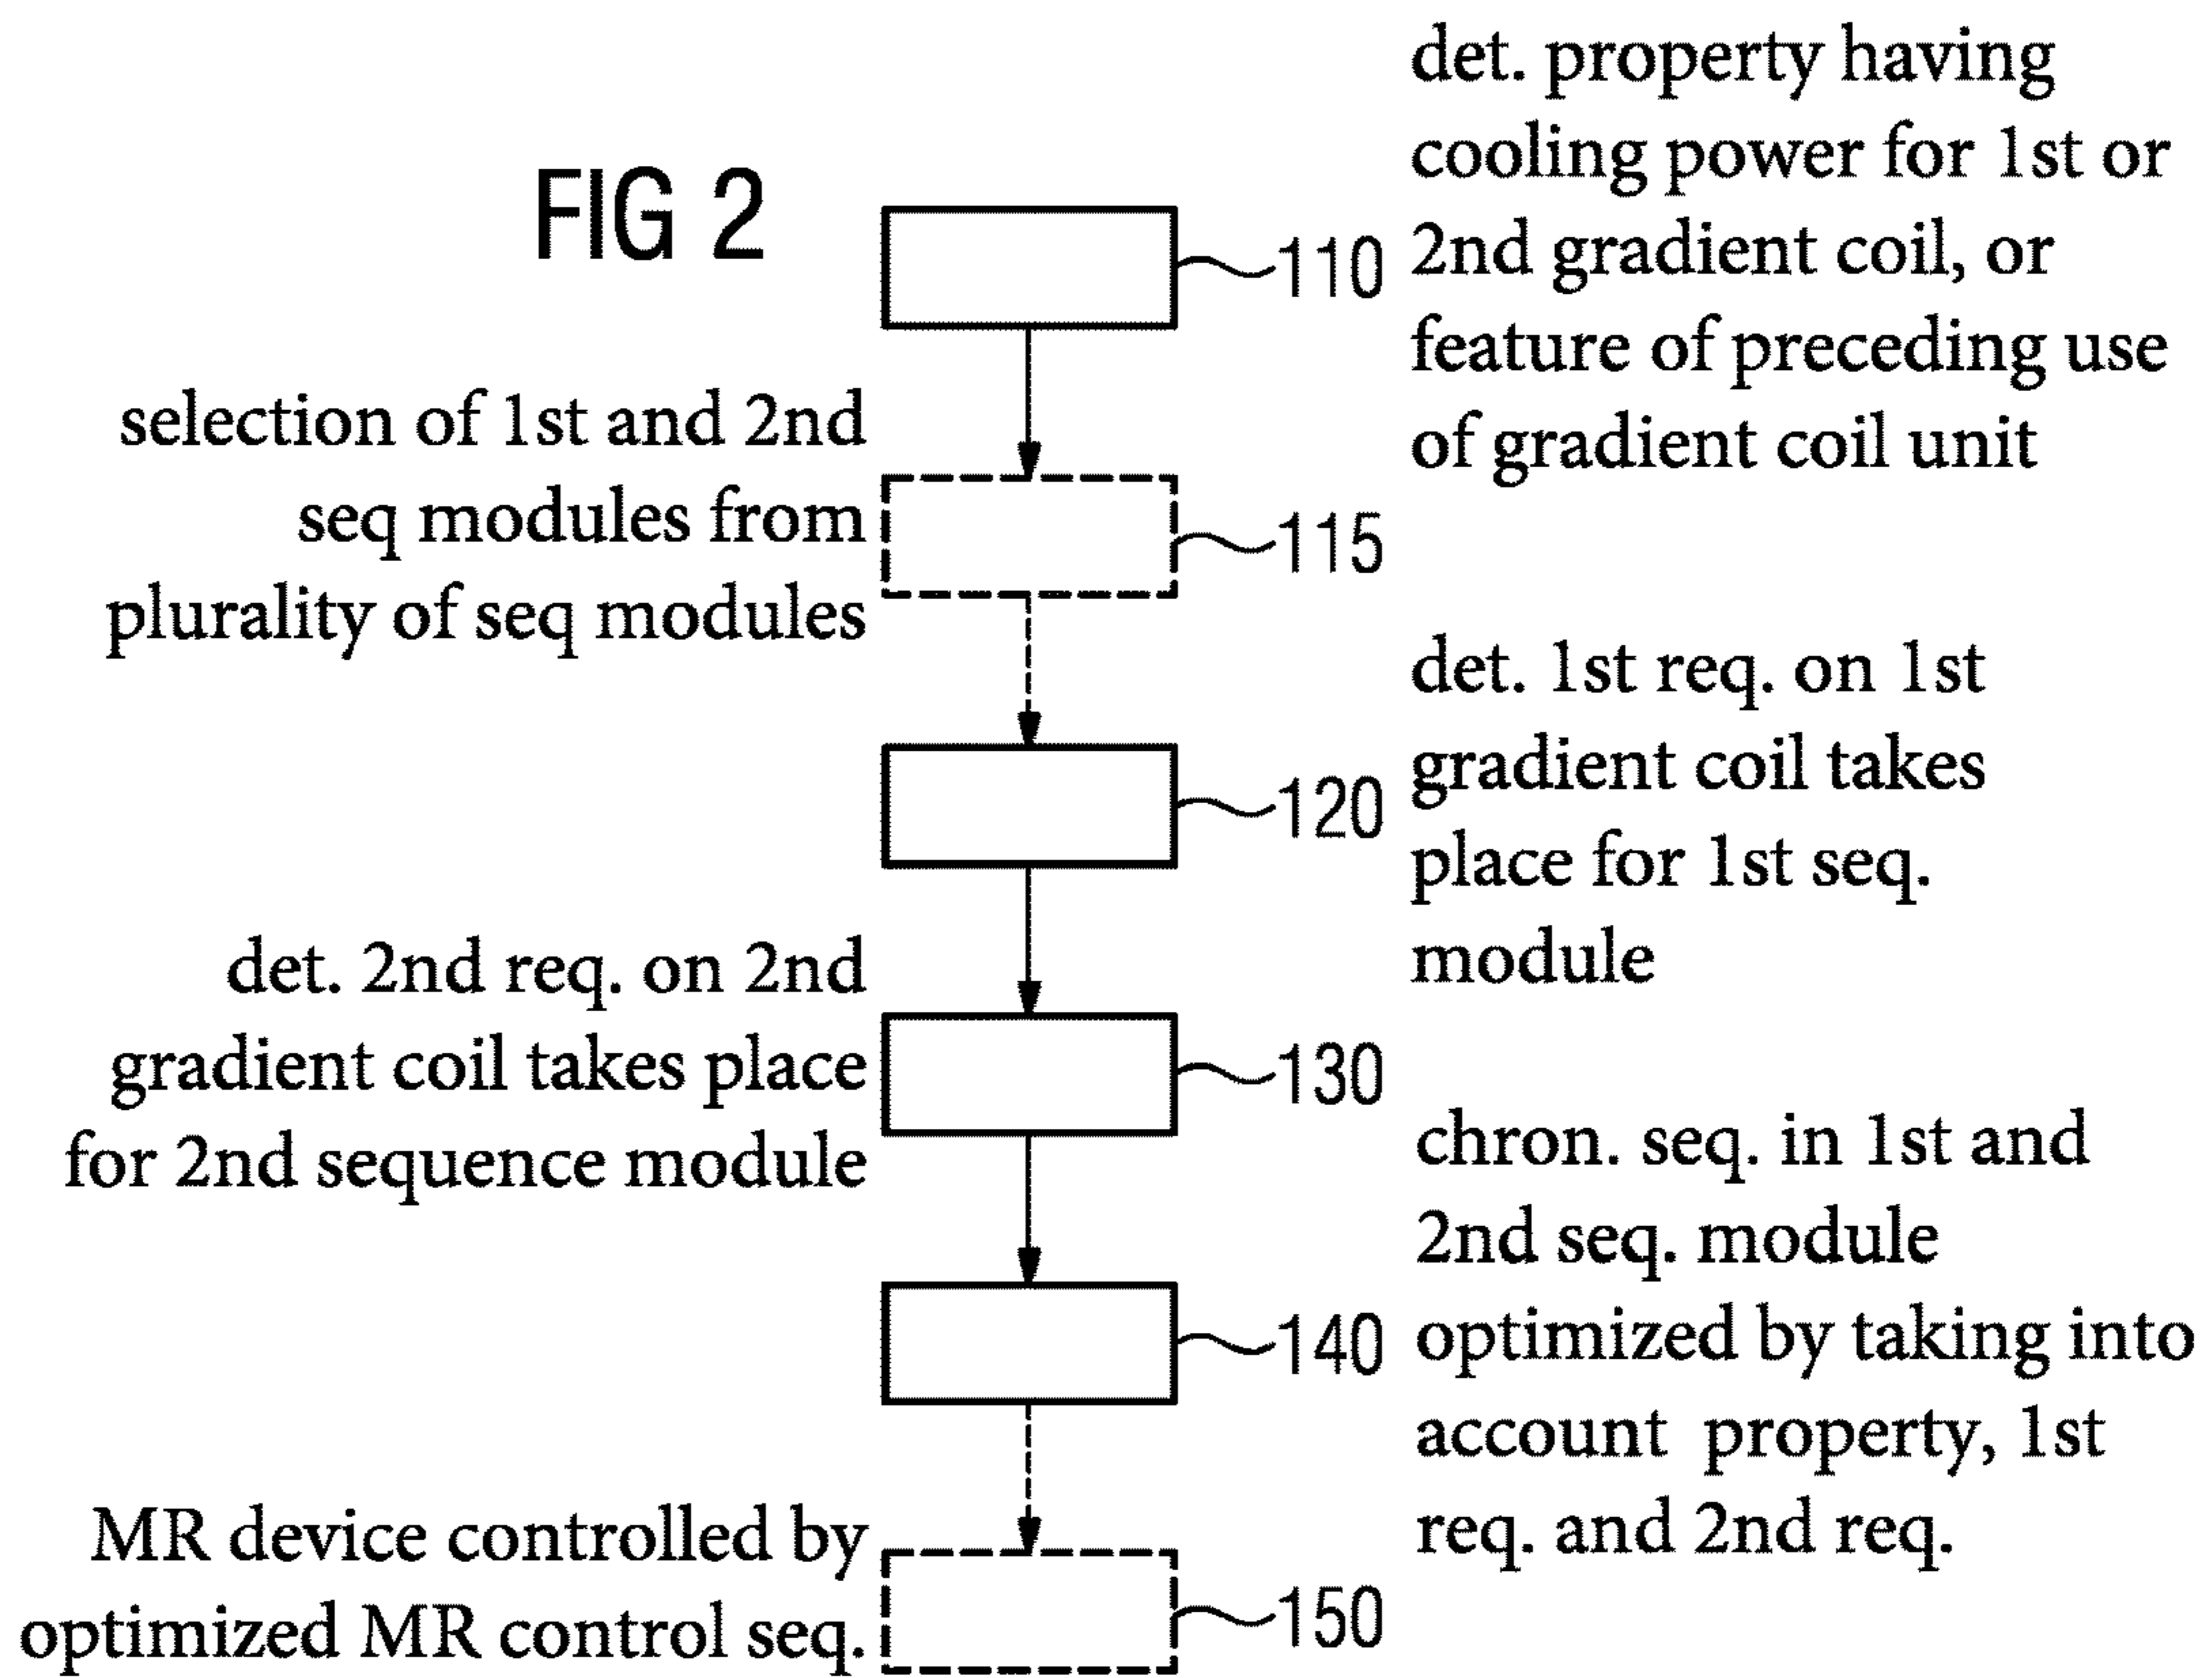 FIG 2
110
det. property having
cooling power for 1st or
2nd gradient coil, or
feature of preceding use
of gradient coil unit
selection of 1st and 2nd
seq modules from
plurality of seq modules
115
120
det. 1st req. on 1st
gradient coil takes
place for 1st seq.
module
det. 2nd req. on 2nd
gradient coil takes place
for 2nd sequence module
130
140
chron. seq. in 1st and
2nd seq. module
optimized by taking into
account property, 1st
req. and 2nd req.
MR device controlled by
optimized MR control seq.
150